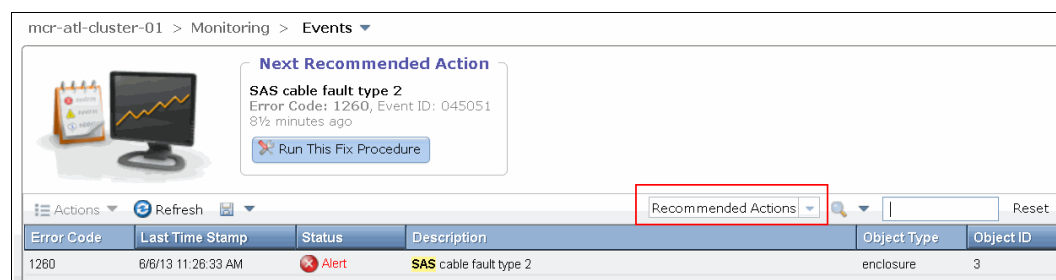 mcr-atl-cluster-01 > Monitoring > Events
Next Recommended Action
SAS cable fault type 2
Error Code: 1260, Event ID: 045051
8½ minutes ago
Run This Fix Procedure
Actions Refresh Recommended Actions Reset
Error Code Last Time Stamp Status Description Object Type Object ID
1260 6/6/13 11:26:33 AM Alert SAS cable fault type 2 enclosure 3